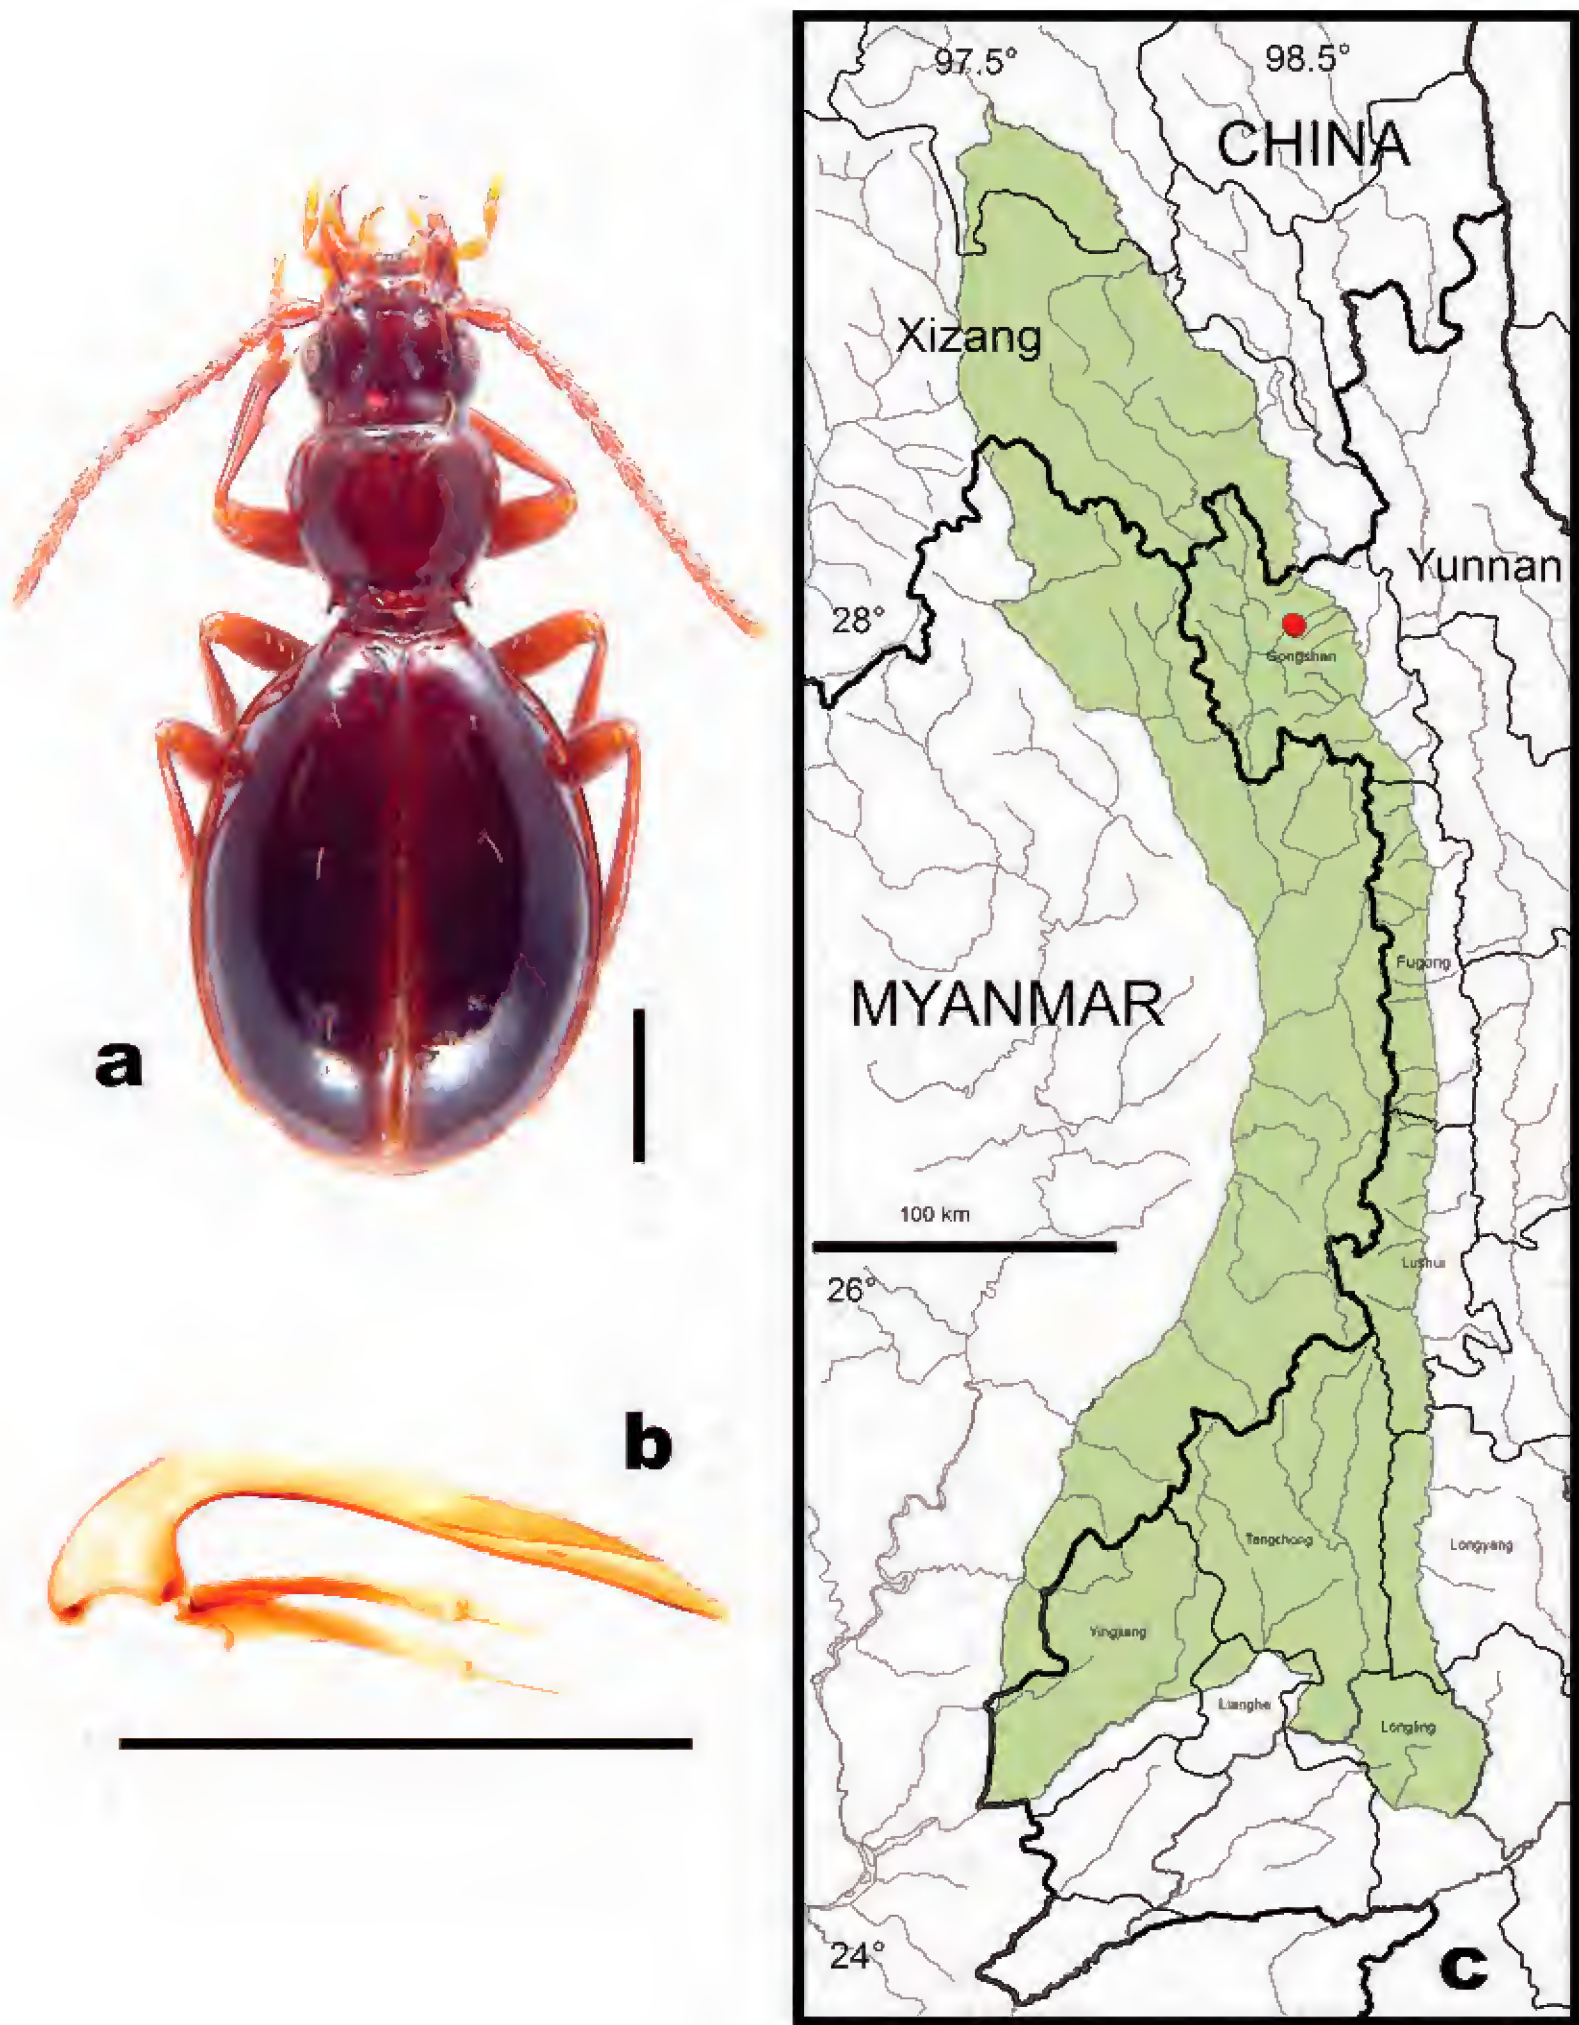 a
b
97.5°
98.5°
CHINA
Xizang
Yunnan
28°
Gongshan
Fugong
MYANMAR
100 km
Lushui
26°
Tengchong
Longyang
Yingjiang
Lianghe
Longling
24°
c